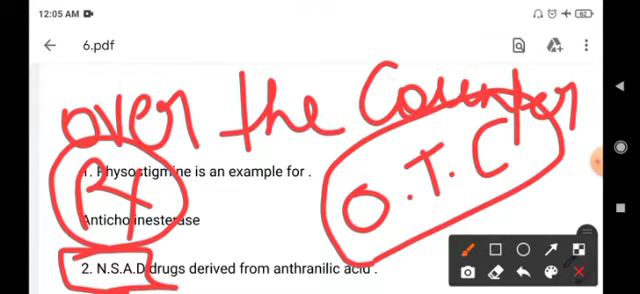 12:05 AM 62
6.pdf
over the Counter
1. Physostigmine is an example for .
Rx
O.T.C
Anticholinesterase
2. N.S.A.D drugs derived from anthranilic acid .